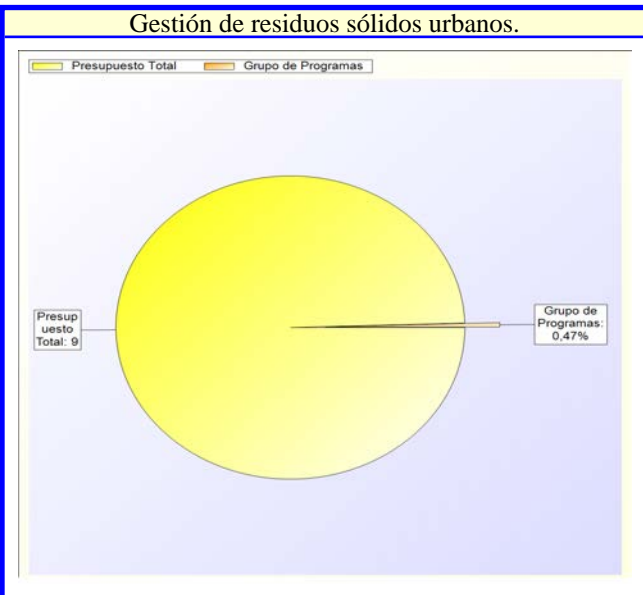 Gestión de residuos sólidos urbanos.
Presupuesto Total Grupo de Programas
Presup
uesto
Total: 9
Grupo de
Programas:
0,47%